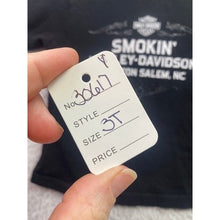 SMOKIN'
EY-DAVIDSON
ON SALEM, NC
No. 30617
STYLE
SIZE 3T
PRICE